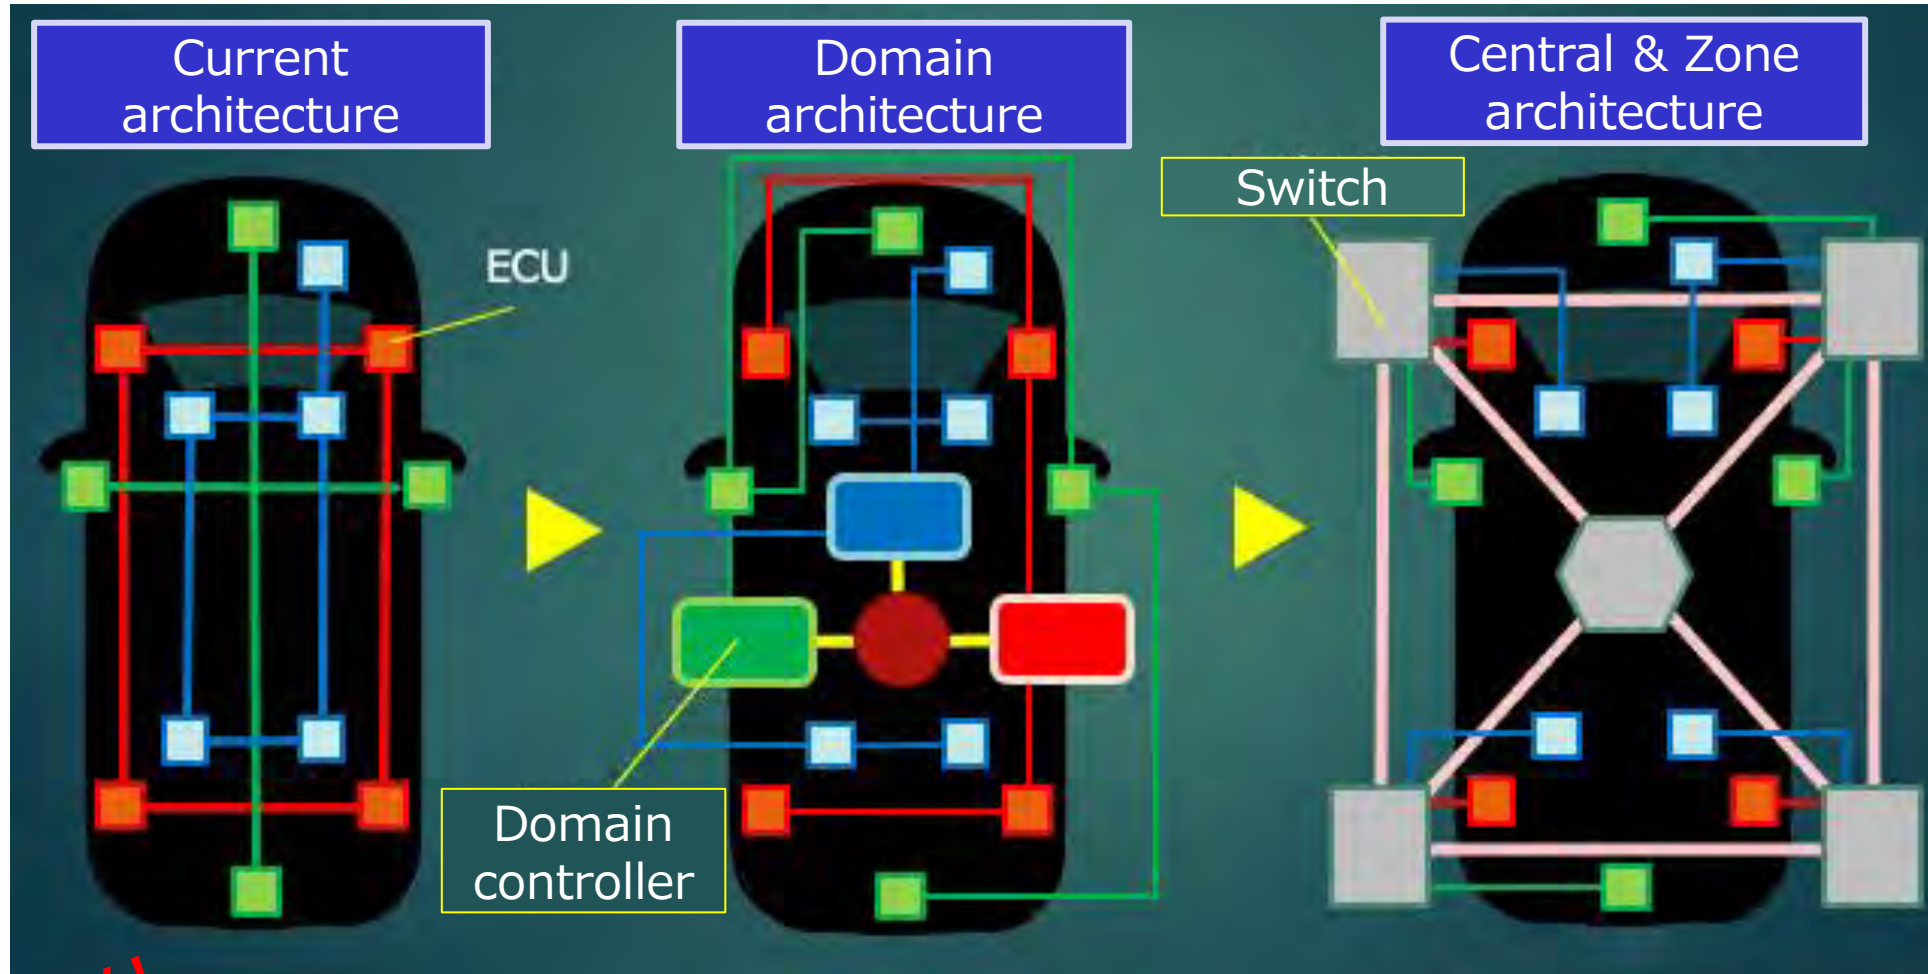 Current
architecture
Domain
architecture
Central & Zone
architecture
Switch
ECU
Domain
controller